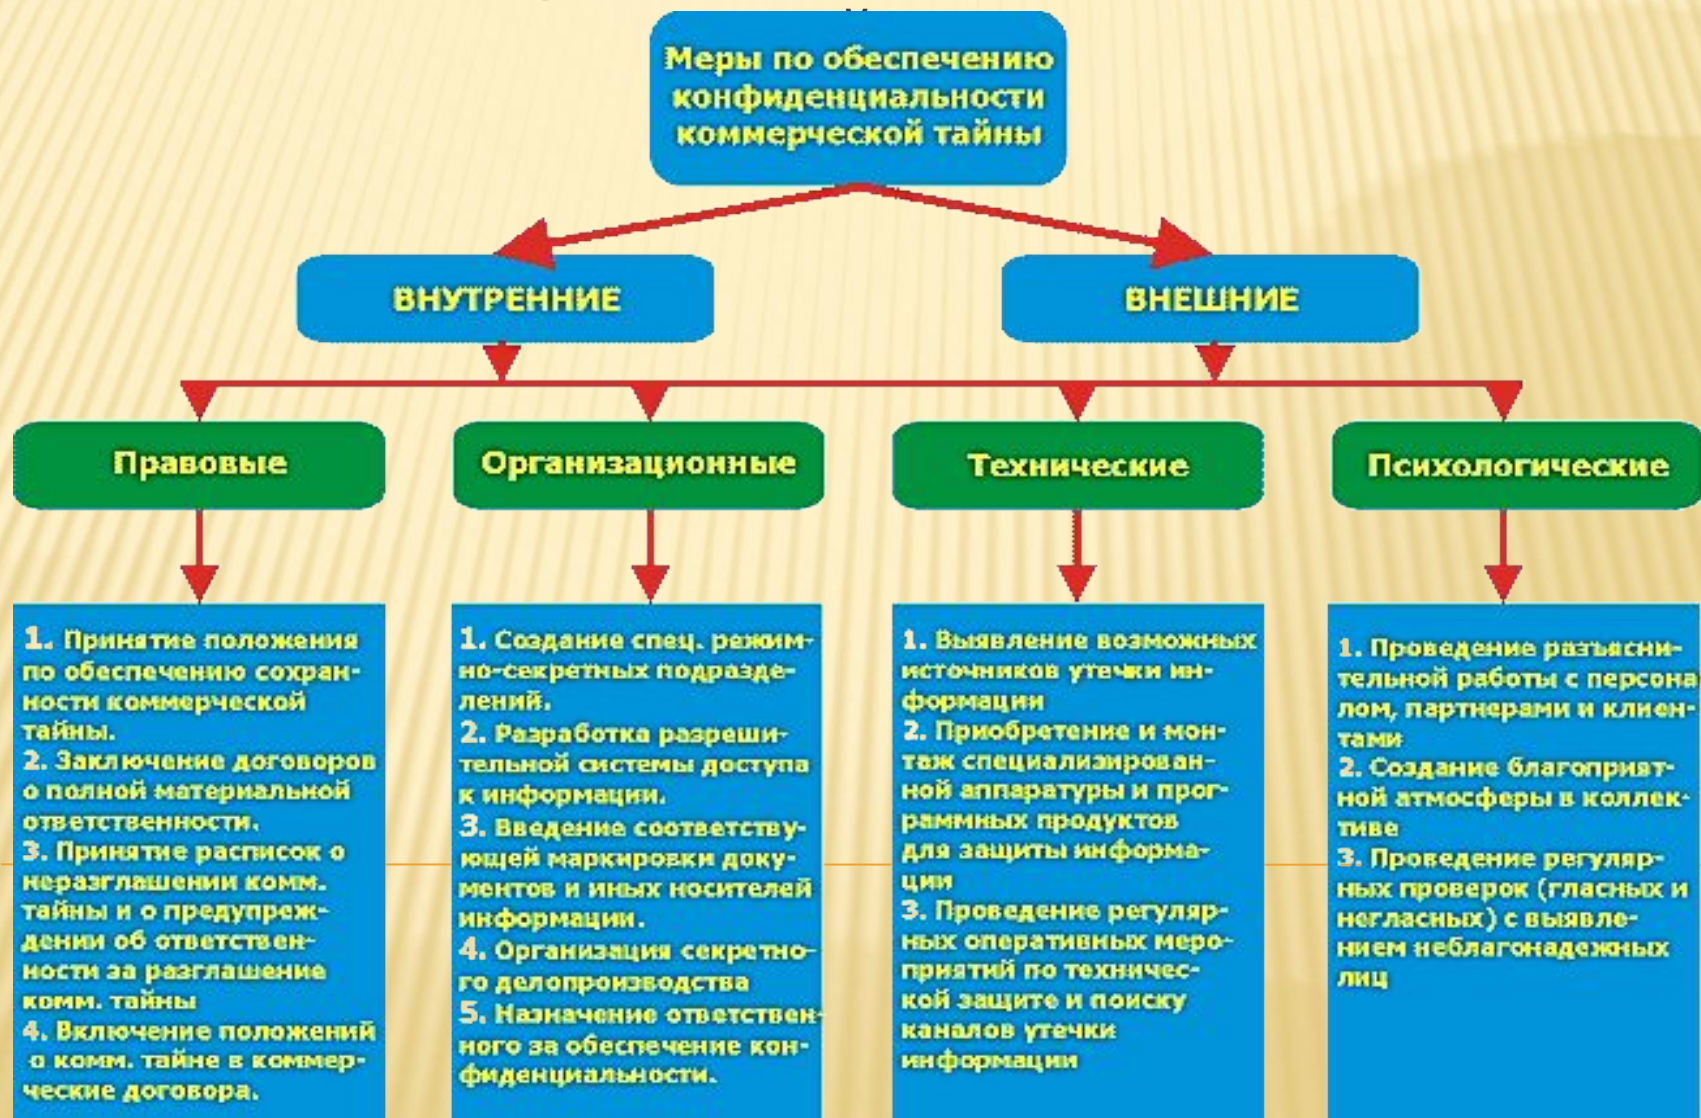 Меры по обеспечению
конфиденциальности
коммерческой тайны
ВНУТРЕННИЕ
ВНЕШНИЕ
Правовые
Организационные
Технические
Психологические
1. Принятие положения
по обеспечению сохран-
ности коммерческой
тайны.
2. Заключение договоров
о полной материальной
ответственности.
3. Принятие расписок о
неразглашении комм.
тайны и о предупреж-
дении об ответствен-
ности за разглашение
комм. тайны
4. Включение положений
о комм. тайне в коммер-
ческие договора.
1. Создание спец. режим-
но-секретных подразде-
лений.
2. Разработка разреши-
тельной системы доступа
к информации.
3. Введение соответству-
ющей маркировки доку-
ментов и иных носителей
информации.
4. Организация секретно-
го делопроизводства
5. Назначение ответствен-
ного за обеспечение кон-
фиденциальности.
1. Выявление возможных
источников утечки ин-
формации
2. Приобретение и мон-
таж специализирован-
ной аппаратуры и прог-
раммных продуктов
для защиты информа-
ции
3. Проведение регуляр-
ных оперативных меро-
приятий по техничес-
кой защите и поиску
каналов утечки
информации
1. Проведение разъясни-
тельной работы с персона
лом, партнерами и клиен-
тами
2. Создание благоприят-
ной атмосферы в коллек-
тиве
3. Проведение регуляр-
ных проверок (гласных и
негласных) с выявле-
нием неблагонадежных
лиц